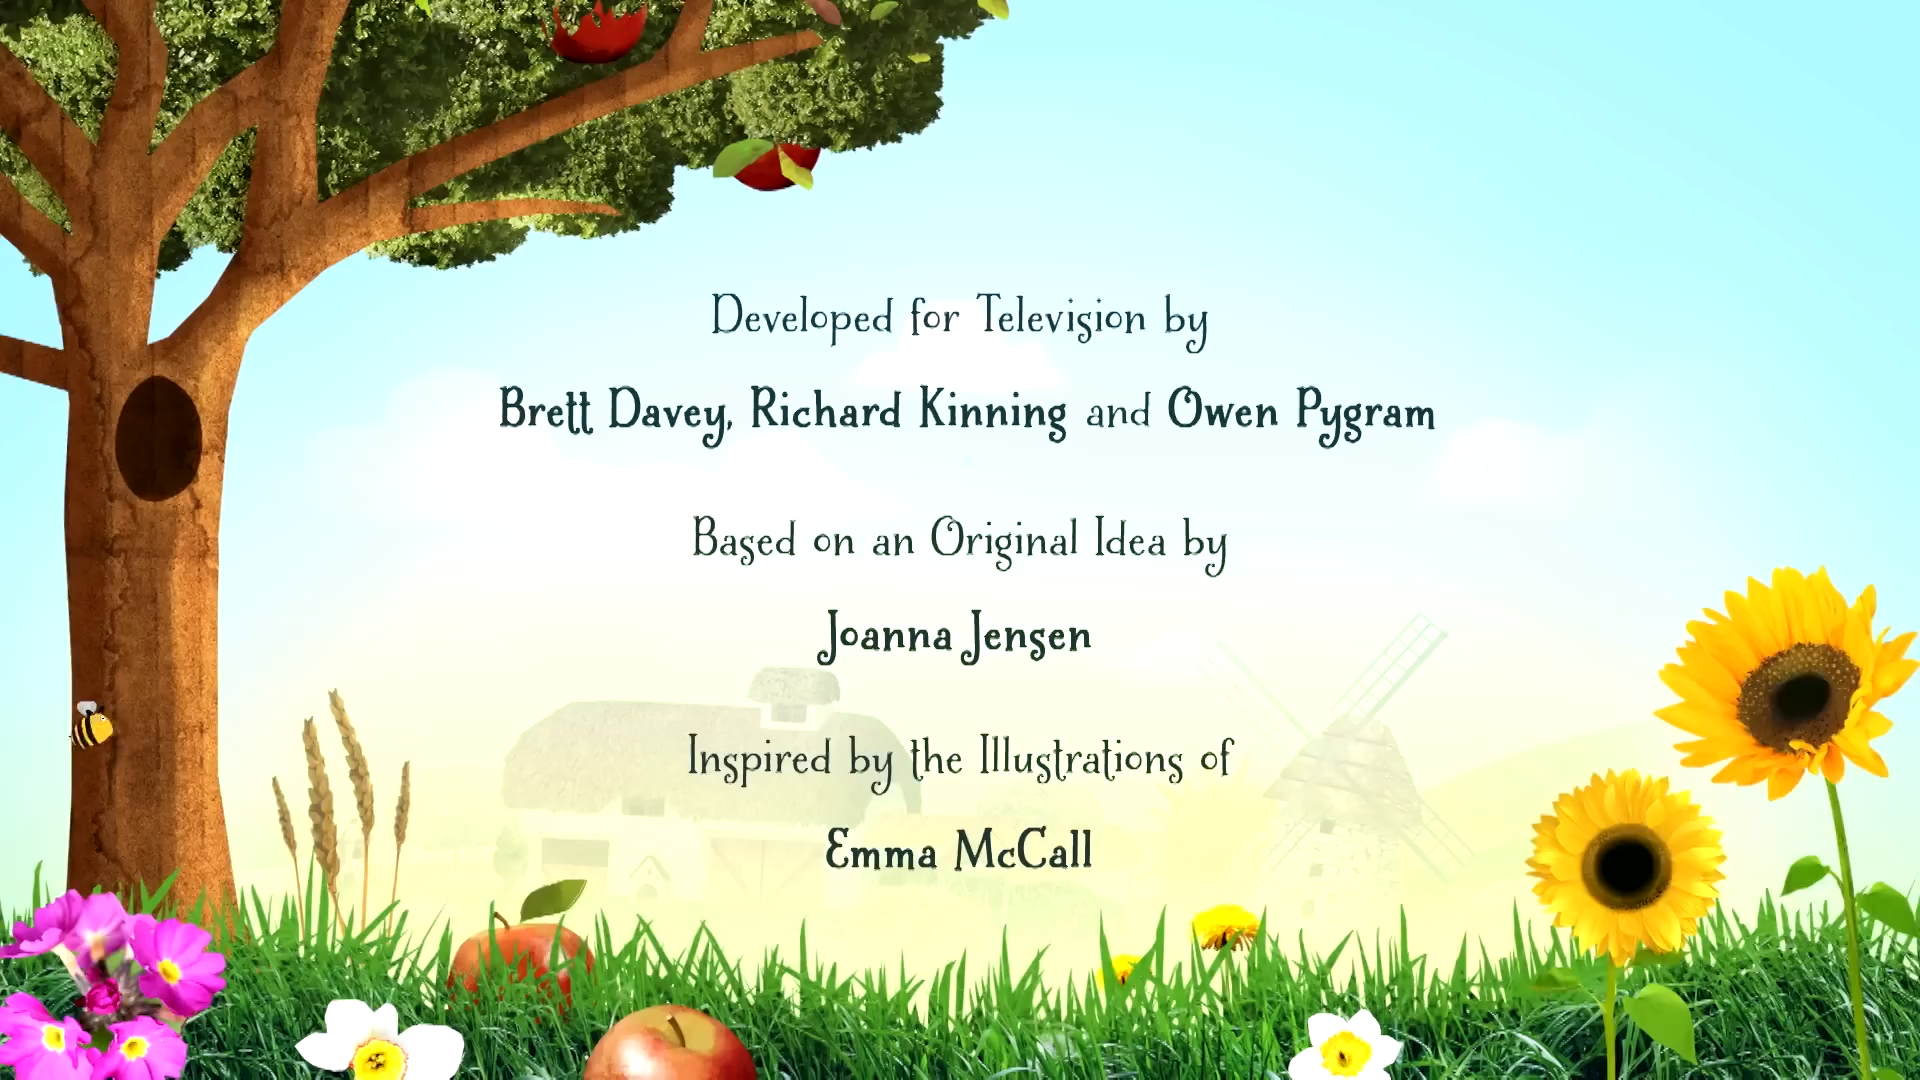 Developed for Television by
Brett Davey, Richard Kinning and Owen Pygram
Based on an Original Idea by
Joanna Jensen
Inspired by the Illustrations of
Emma McCall